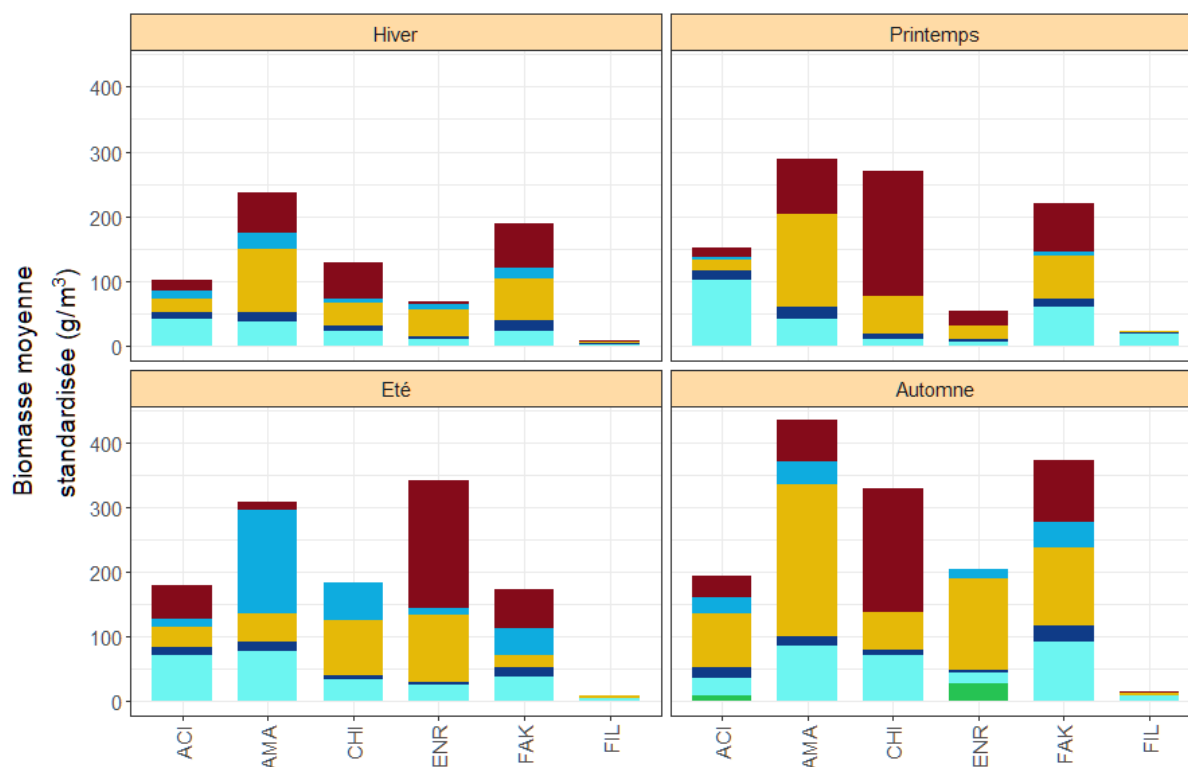 Hiver
Printemps
400
300
200
100
0
Eté
Automne
400
300
200
100
0
Biomasse moyenne
standardisée (g/m³)
ACI
AMA
CHI
ENR
FAK
FIL
ACI
AMA
CHI
ENR
FAK
FIL